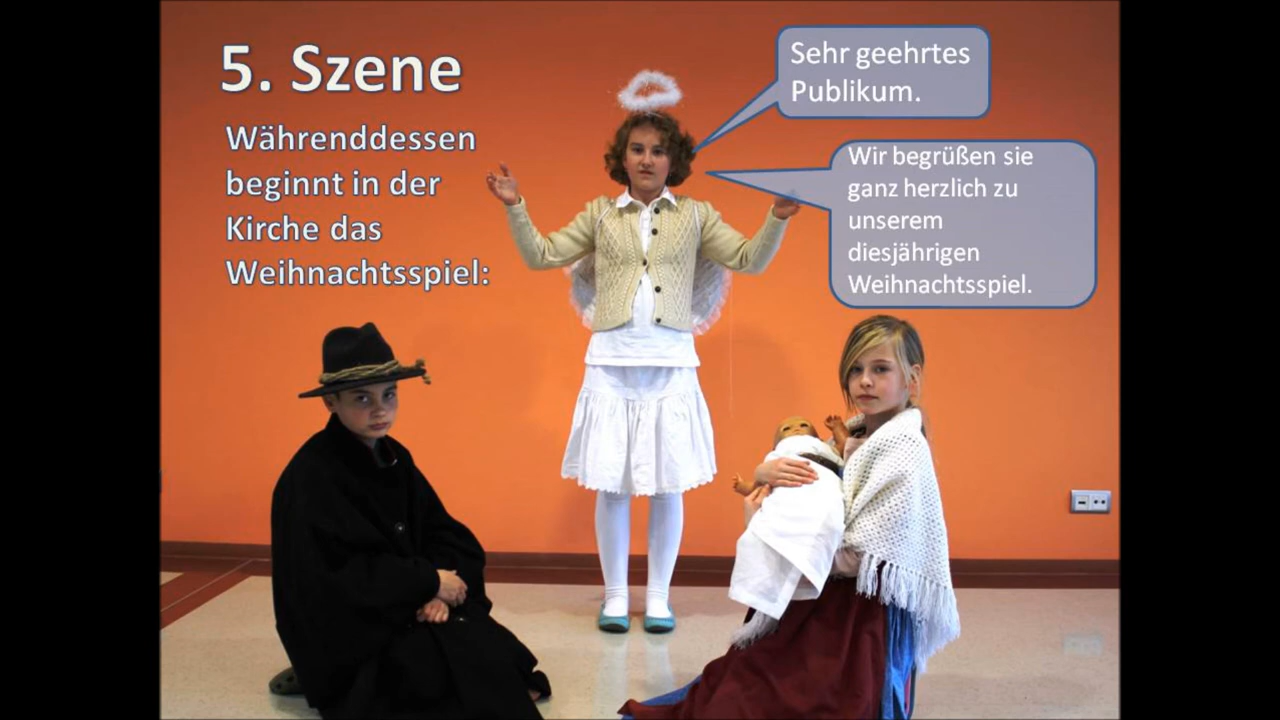 5. Szene
Währenddessen
beginnt in der
Kirche das
Weihnachtsspiel:
Sehr geehrtes
Publikum.
Wir begrüßen sie
ganz herzlich zu
unserem
diesjährigen
Weihnachtsspiel.